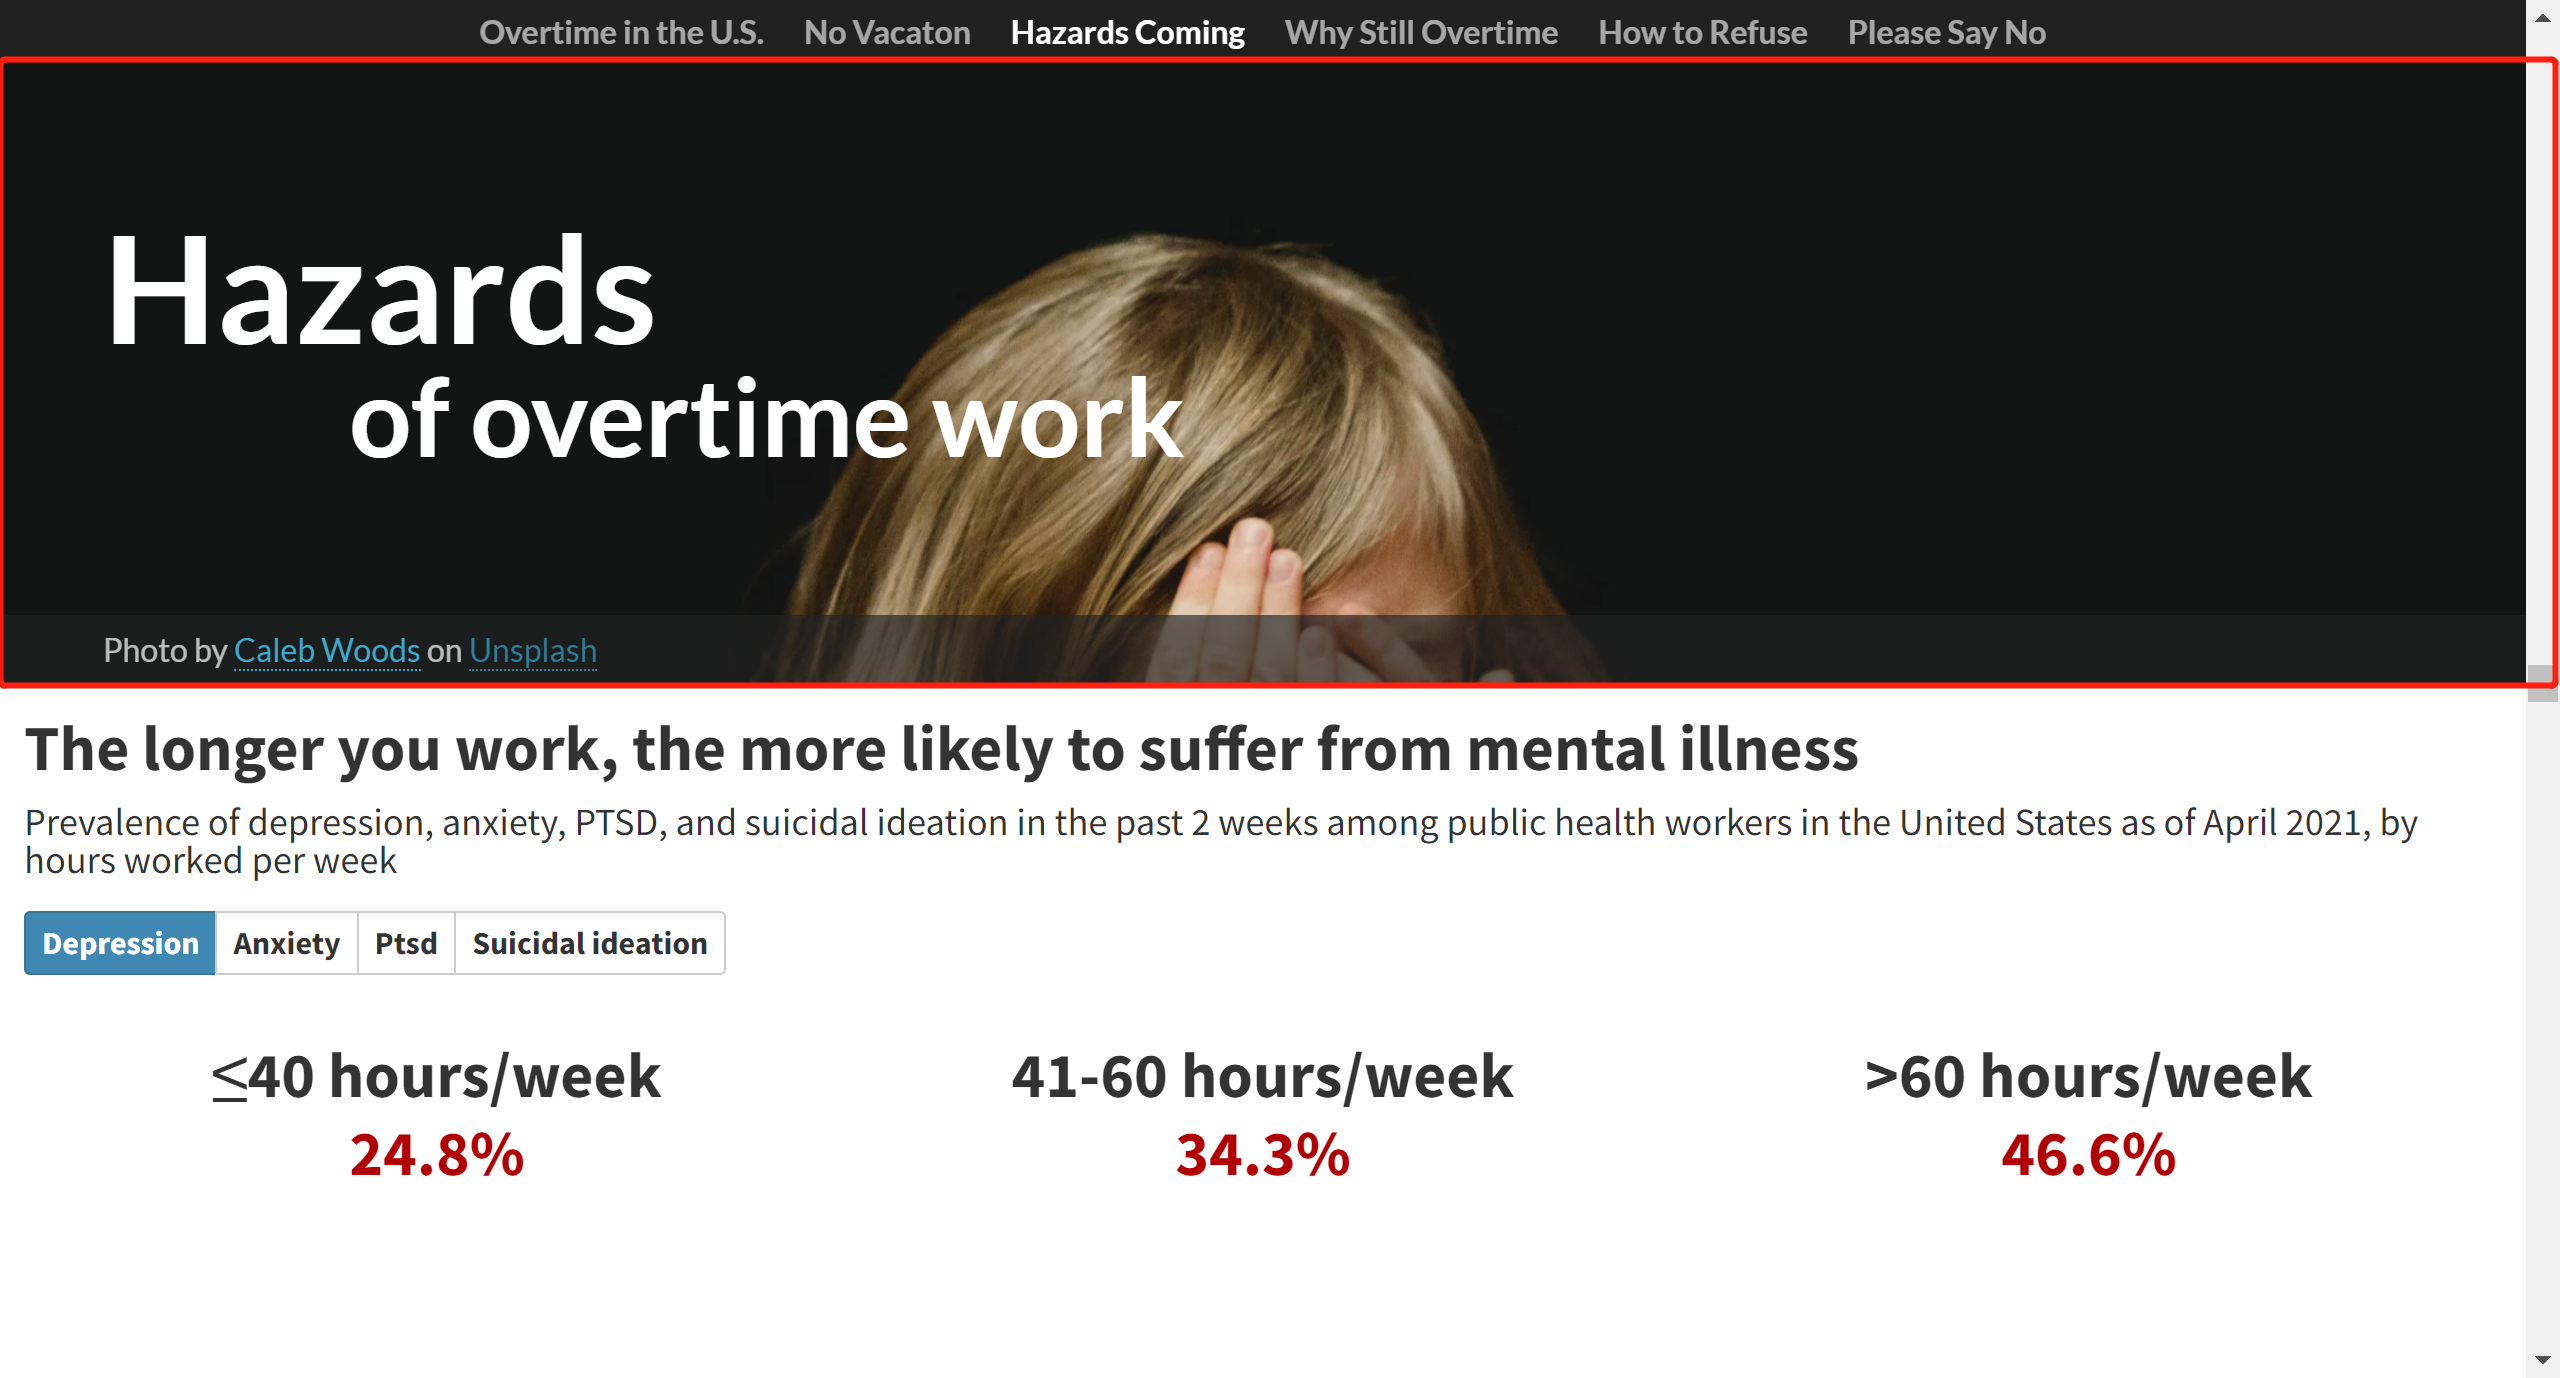 Overtime in the U.S. No Vacaton Hazards Coming Why Still Overtime How to Refuse Please Say No
Hazards
of overtime work
Photo by Caleb Woods on Unsplash
The longer you work, the more likely to suffer from mental illness
Prevalence of depression, anxiety, PTSD, and suicidal ideation in the past 2 weeks among public health workers in the United States as of April 2021, by
hours worked per week
Depression Anxiety Ptsd Suicidal ideation
≤40 hours/week 41-60 hours/week >60 hours/week
24.8% 34.3% 46.6%